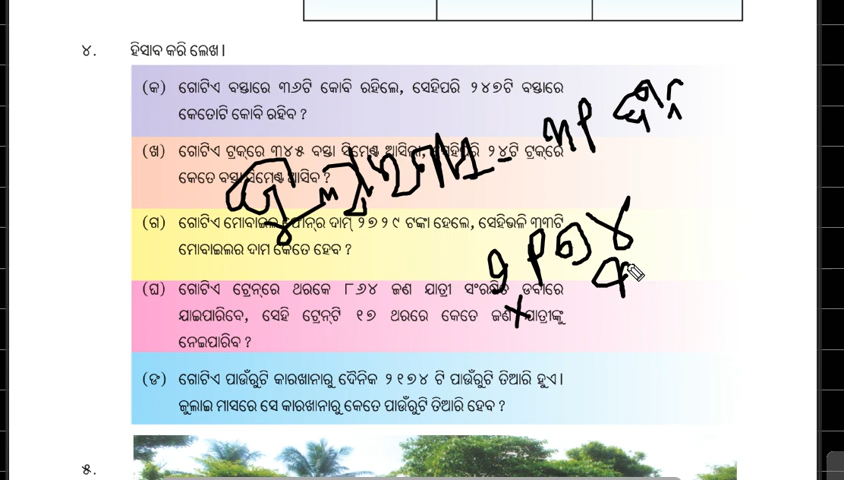 ୪. ହିସାବ କରି ଲେଖ।
(କ) ଗୋଟିଏ ବସ୍ତାରେ ୩୬ଟି କୋବି ରହିଲେ, ସେହିପରି ୨୪୭ଟି ବସ୍ତାରେ
କେତୋଟି କୋବି ରହିବ ?
(ଖ) ଗୋଟିଏ ଟ୍ରକ୍‌ରେ ୩୪୫ ବସ୍ତା ସିମେଣ୍ଟ ଆସିଲା, ସେହିପରି ୨୪ଟି ଟ୍ରକ୍‌ରେ
କେତେ ବସ୍ତା ସିମେଣ୍ଟ ଆସିବ ?
(ଗ) ଗୋଟିଏ ମୋବାଇଲ ଫୋନ୍‌ର ଦାମ୍ ୨୭୨୯ ଟଙ୍କା ହେଲେ, ସେହିଭଳି ୩୩ଟି
ମୋବାଇଲର ଦାମ କେତେ ହେବ ?
(ଘ) ଗୋଟିଏ ଟ୍ରେନ୍‌ରେ ଥରକେ ୮୬୪ ଜଣ ଯାତ୍ରୀ ସଂରକ୍ଷିତ ଡବାରେ
ଯାଇପାରିବେ, ସେହି ଟ୍ରେନ୍‌ଟି ୧୭ ଥରରେ କେତେ ଜଣ ଯାତ୍ରୀଙ୍କୁ
ନେଇପାରିବ ?
(ଙ) ଗୋଟିଏ ପାଉଁରୁଟି କାରଖାନାରୁ ଦୈନିକ ୨୧୭୪ ଟି ପାଉଁରୁଟି ତିଆରି ହୁଏ।
ଜୁଲାଇ ମାସରେ ସେ କାରଖାନାରୁ କେତେ ପାଉଁରୁଟି ତିଆରି ହେବ ?
୫.